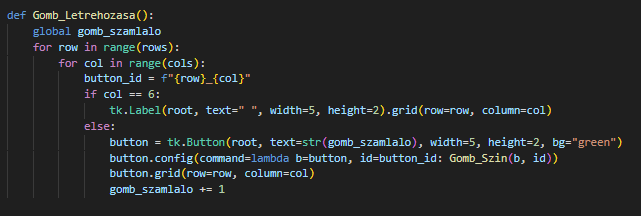 def Gomb_Letrehozasa():
    global gomb_szamlalo
    for row in range(rows):
        for col in range(cols):
            button_id = f"{row}_{col}"
            if col == 6:
                tk.Label(root, text=" ", width=5, height=2).grid(row=row, column=col)
            else:
                button = tk.Button(root, text=str(gomb_szamlalo), width=5, height=2, bg="green")
                button.config(command=lambda b=button, id=button_id: Gomb_Szin(b, id))
                button.grid(row=row, column=col)
                gomb_szamlalo += 1